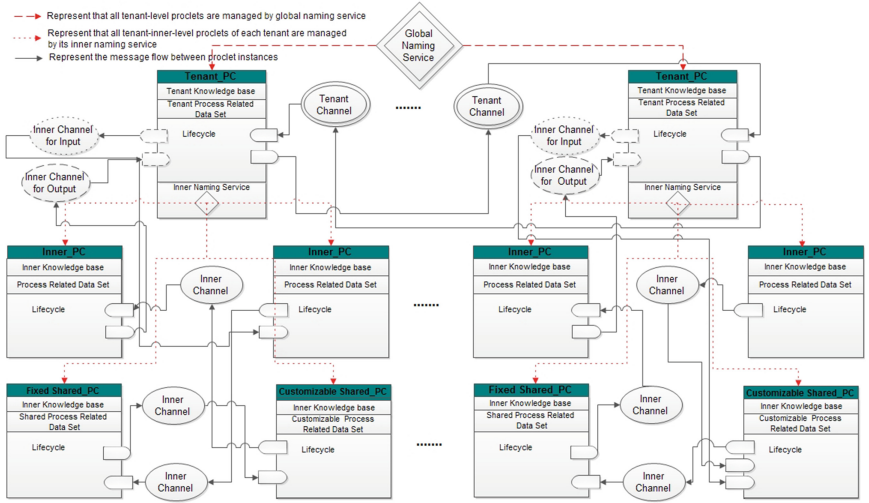 Represent that all tenant-level proclets are managed by global naming service
Represent that all tenant-inner-level proclets of each tenant are managed
by its inner naming service
Represent the message flow between proclet instances
Global
Naming
Service
Tenant_PC
Tenant Knowledge base
Tenant Process Related
Data Set
Lifecycle
Inner Naming Service
Tenant
Channel
.......
Tenant
Channel
Tenant_PC
Tenant Knowledge base
Tenant Process Related
Data Set
Lifecycle
Inner Naming Service
Inner Channel
for Input
Inner Channel
for Output
Inner Channel
for Input
Inner Channel
for Output
Inner_PC
Inner Knowledge base
Process Related Data Set
Lifecycle
Inner
Channel
Inner_PC
Inner Knowledge base
Process Related Data Set
Lifecycle
.......
Inner_PC
Inner Knowledge base
Process Related Data Set
Lifecycle
Inner
Channel
Inner_PC
Inner Knowledge base
Process Related Data Set
Lifecycle
Fixed Shared_PC
Inner Knowledge base
Shared Process Related
Data Set
Lifecycle
Inner
Channel
Inner
Channel
Customizable Shared_PC
Inner Knowledge base
Customizable Process
Related Data Set
Lifecycle
.......
Fixed Shared_PC
Inner Knowledge base
Shared Process Related
Data Set
Lifecycle
Inner
Channel
Inner
Channel
Customizable Shared_PC
Inner Knowledge base
Customizable Process
Related Data Set
Lifecycle